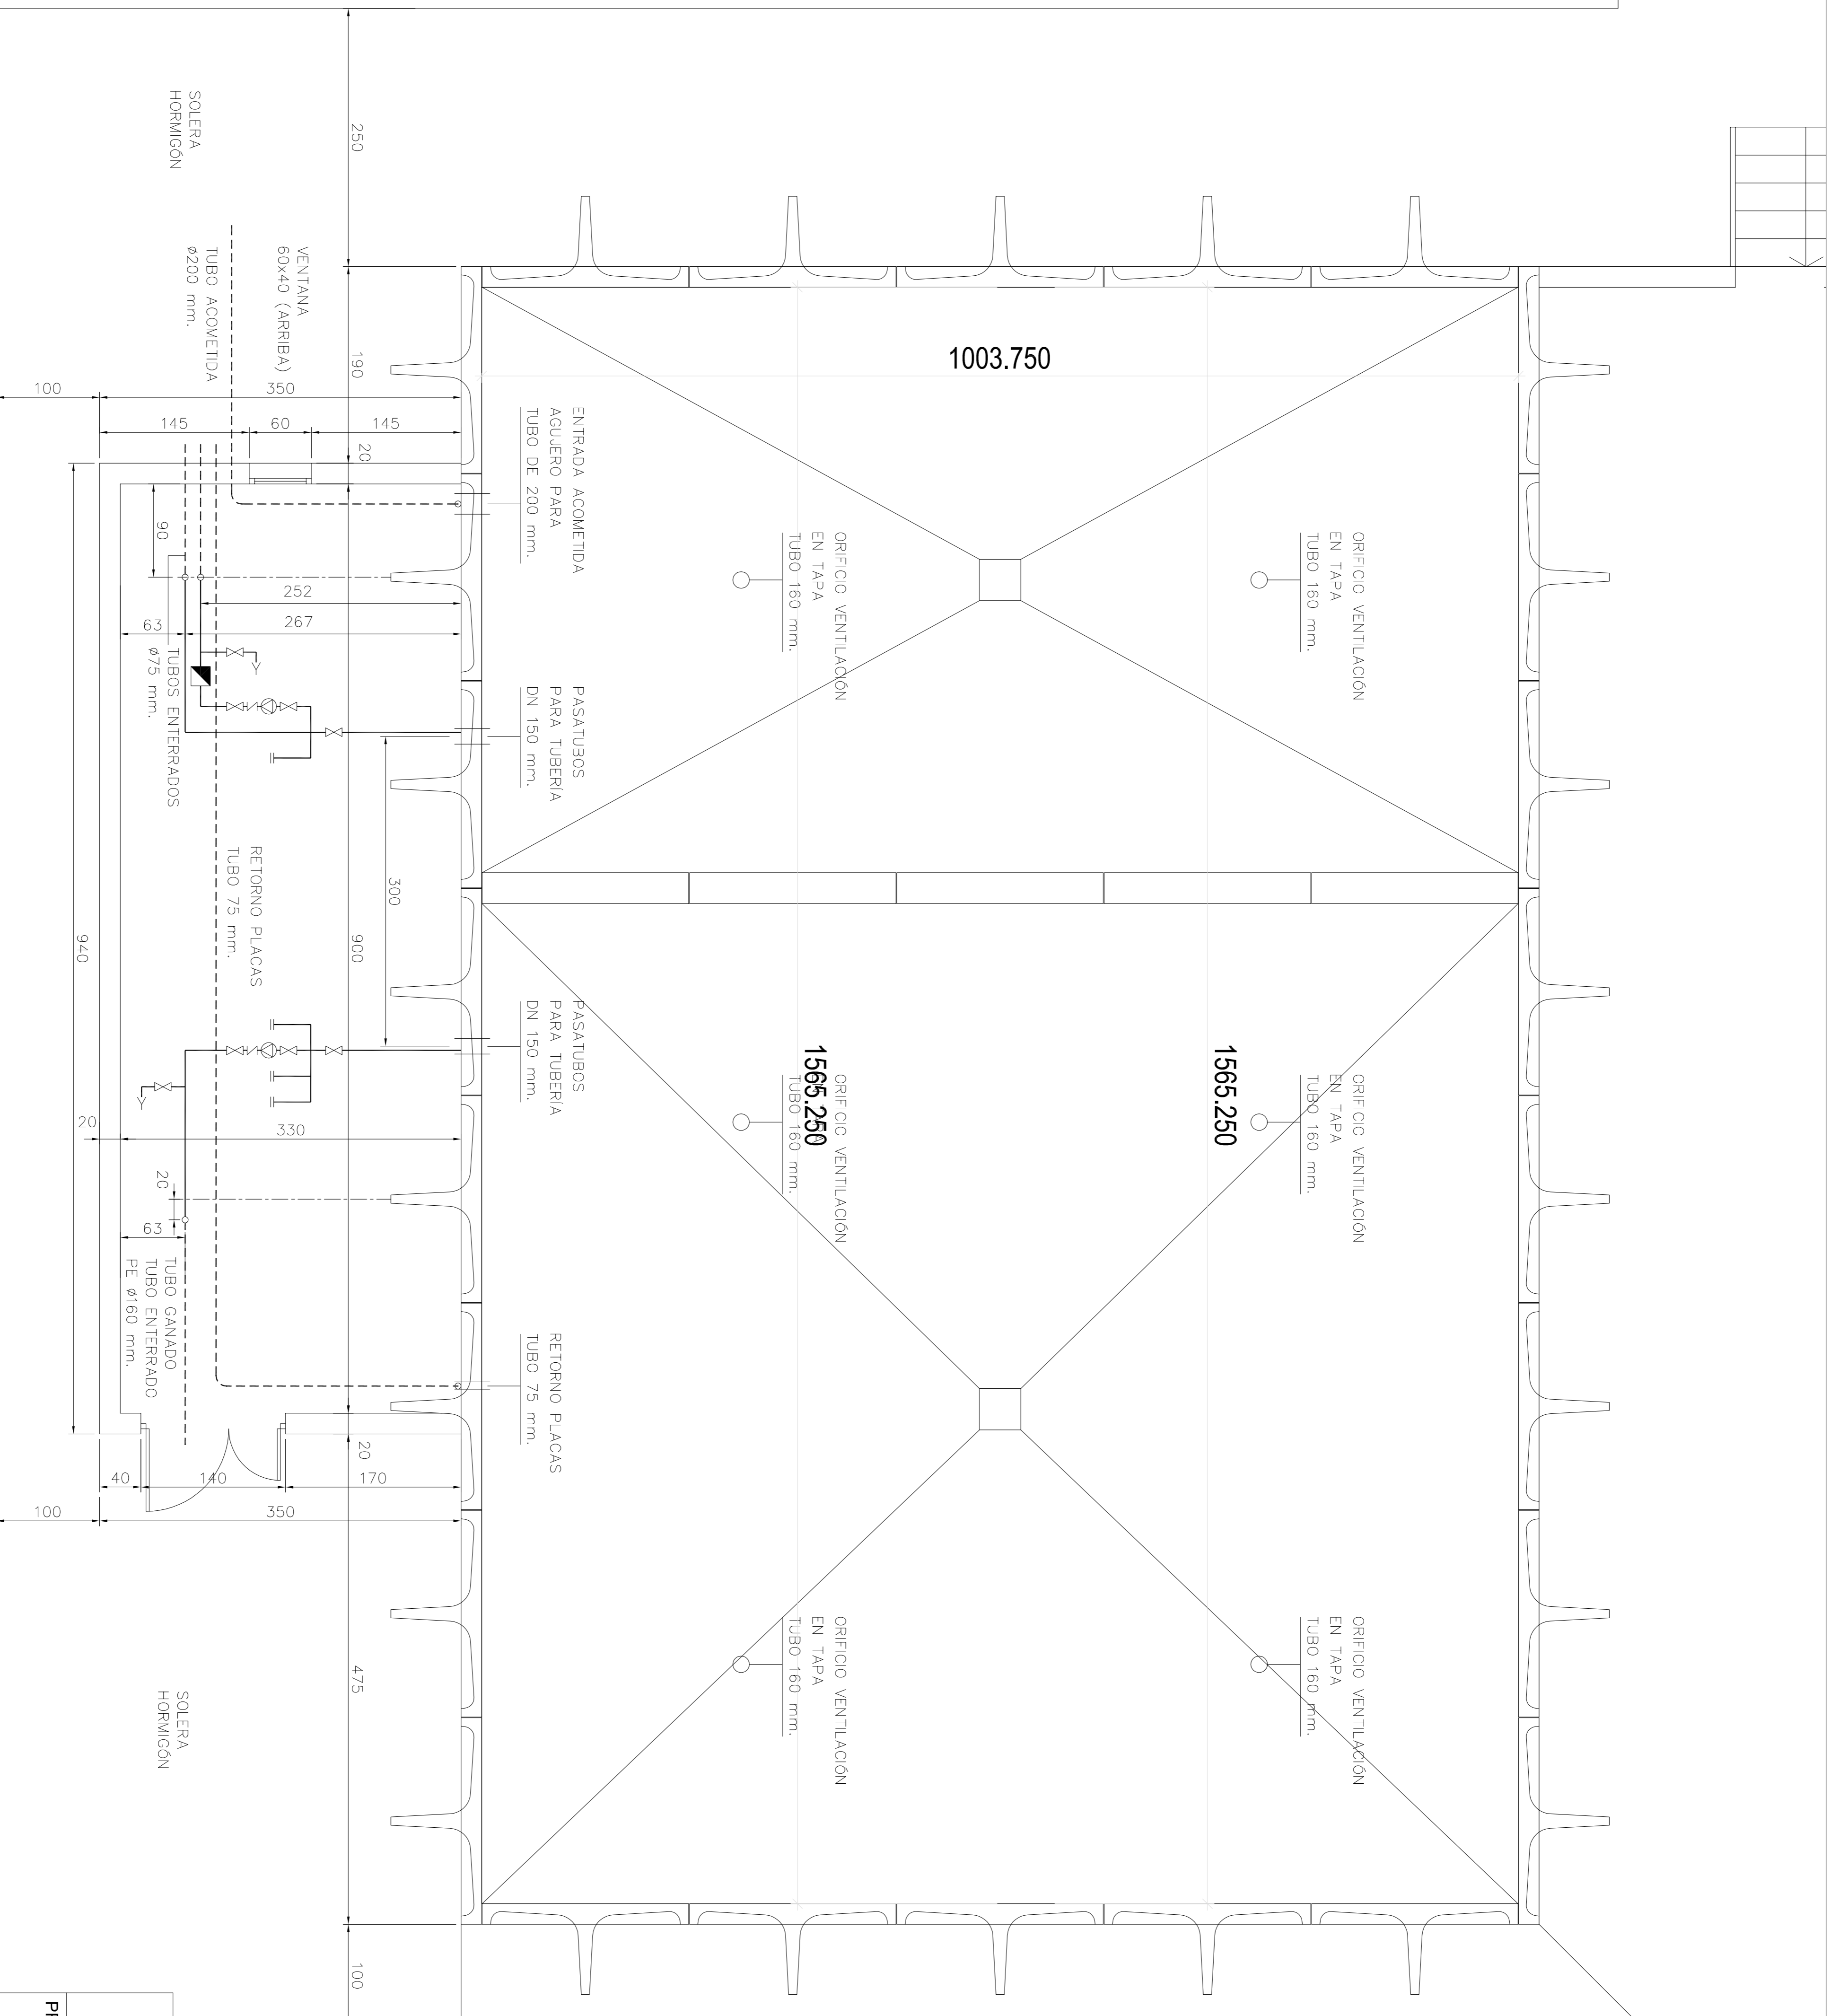 SOLERA
HORMIGÓN
250
VENTANA
60x40 (ARRIBA)
TUBO ACOMETIDA
Ø200 mm.
190
100
350
145
60
145
20
1003.750
ENTRADA ACOMETIDA
AGUJERO PARA
TUBO DE 200 mm.
ORIFICIO VENTILACIÓN
EN TAPA
TUBO 160 mm.
ORIFICIO VENTILACIÓN
EN TAPA
TUBO 160 mm.
90
252
63
267
TUBOS ENTERRADOS
Ø75 mm.
PASATUBOS
PARA TUBERÍA
DN 150 mm.
RETORNO PLACAS
TUBO 75 mm.
300
900
940
PASATUBOS
PARA TUBERÍA
DN 150 mm.
1565.250
1565.250
ORIFICIO VENTILACIÓN
EN TAPA
TUBO 160 mm.
ORIFICIO VENTILACIÓN
EN TAPA
TUBO 160 mm.
20
330
20
63
TUBO GANADO
TUBO ENTERRADO
PE Ø160 mm.
RETORNO PLACAS
TUBO 75 mm.
20
40
140
170
100
350
475
SOLERA
HORMIGÓN
ORIFICIO VENTILACIÓN
EN TAPA
TUBO 160 mm.
ORIFICIO VENTILACIÓN
EN TAPA
TUBO 160 mm.
100